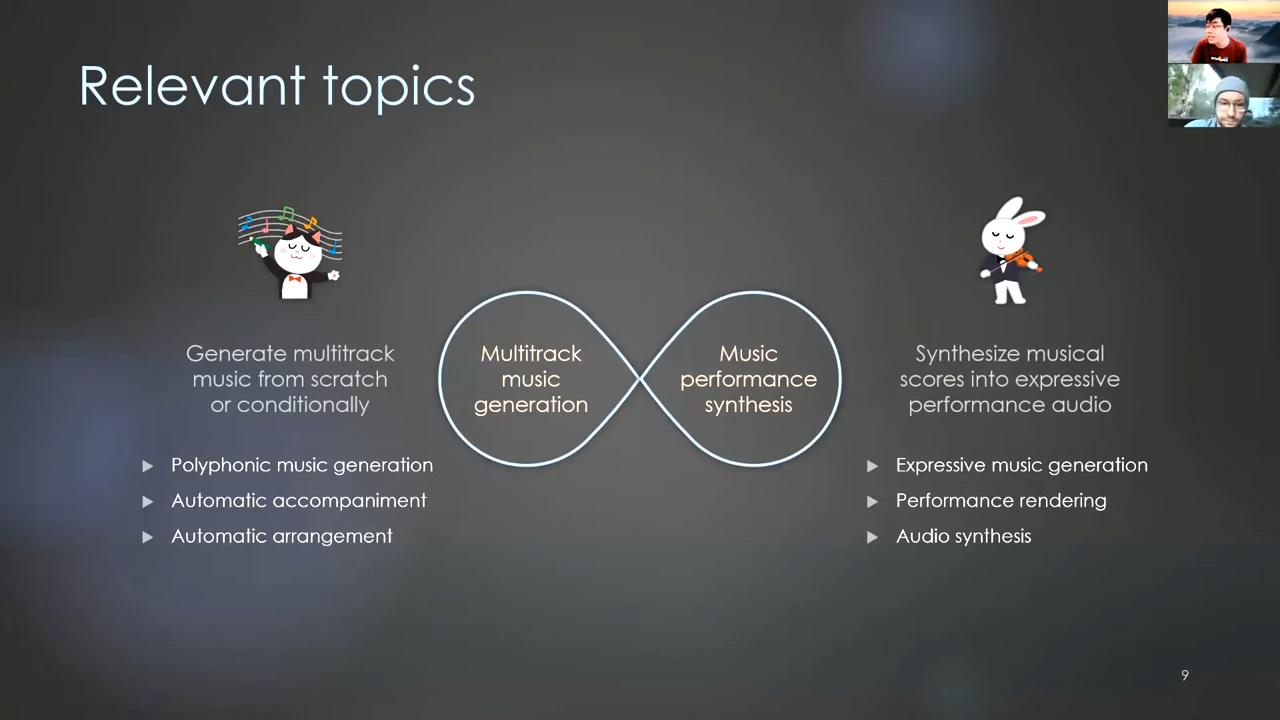 Relevant topics
Generate multitrack
music from scratch
or conditionally
Multitrack
music
generation
Music
performance
synthesis
Synthesize musical
scores into expressive
performance audio
Polyphonic music generation
Automatic accompaniment
Automatic arrangement
Expressive music generation
Performance rendering
Audio synthesis
9